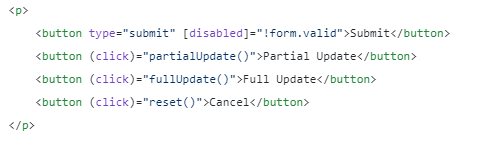 <p>
    <button type="submit" [disabled]="!form.valid">Submit</button>
    <button (click)="partialUpdate()">Partial Update</button>
    <button (click)="fullUpdate()">Full Update</button>
    <button (click)="reset()">Cancel</button>
</p>